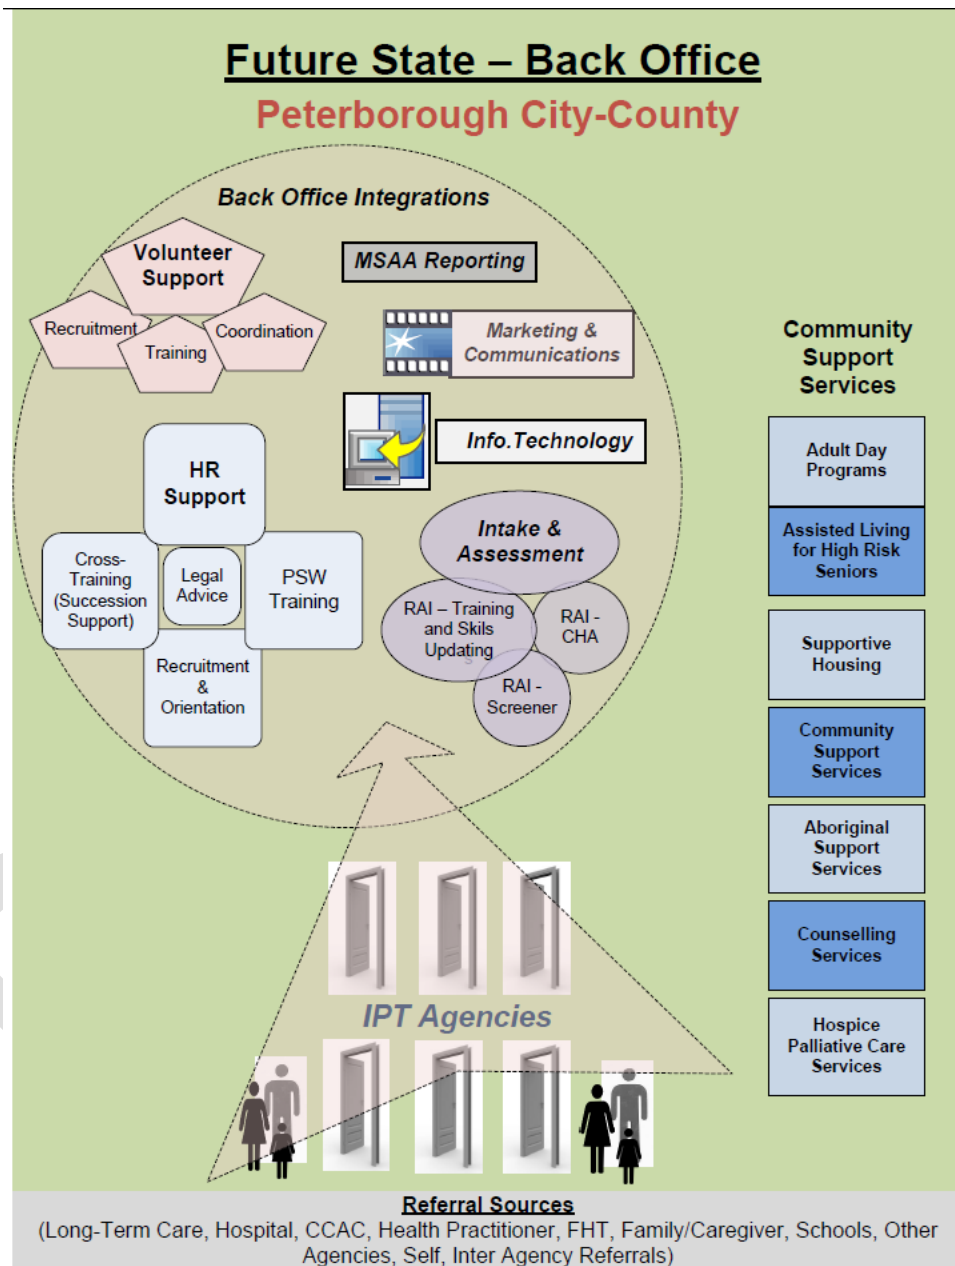 Future State – Back Office
Peterborough City-County
Back Office Integrations
Volunteer
Support
Recruitment
Training
Coordination
MSAA Reporting
Marketing &
Communications
Info.Technology
HR
Support
Cross-
Training
(Succession
Support)
Legal
Advice
PSW
Training
Recruitment
&
Orientation
Intake &
Assessment
RAI – Training
and Skils
Updating
s
RAI -
CHA
RAI -
Screener
IPT Agencies
Community
Support
Services
Adult Day
Programs
Assisted Living
for High Risk
Seniors
Supportive
Housing
Community
Support
Services
Aboriginal
Support
Services
Counselling
Services
Hospice
Palliative Care
Services
Referral Sources
(Long-Term Care, Hospital, CCAC, Health Practitioner, FHT, Family/Caregiver, Schools, Other
Agencies, Self, Inter Agency Referrals)